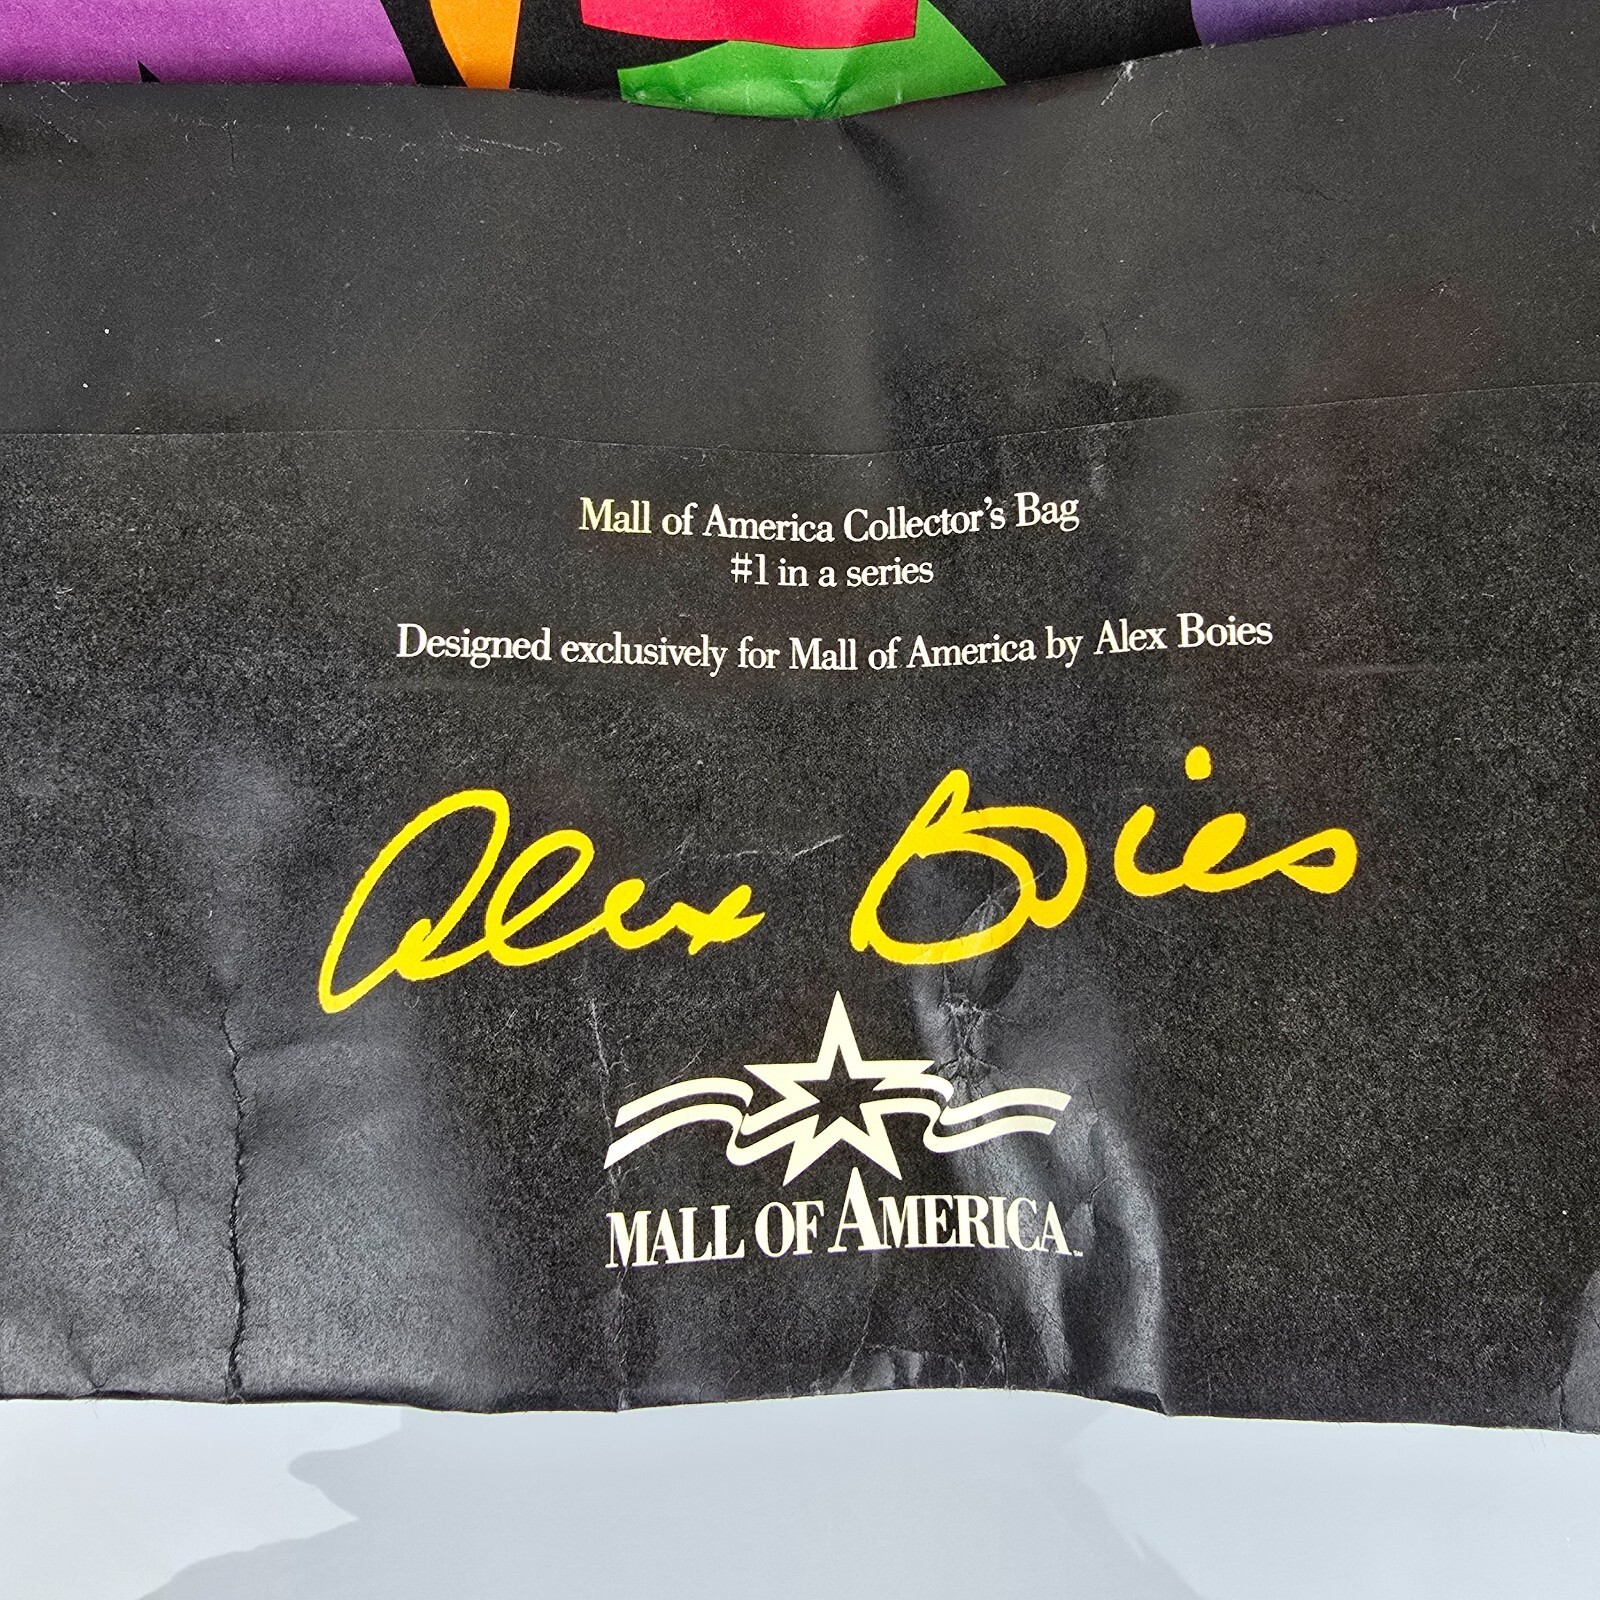 Mall of America Collector's Bag
#1 in a series
Designed exclusively for Mall of America by Alex Boies
Alex Boies
MALL OF AMERICA℠